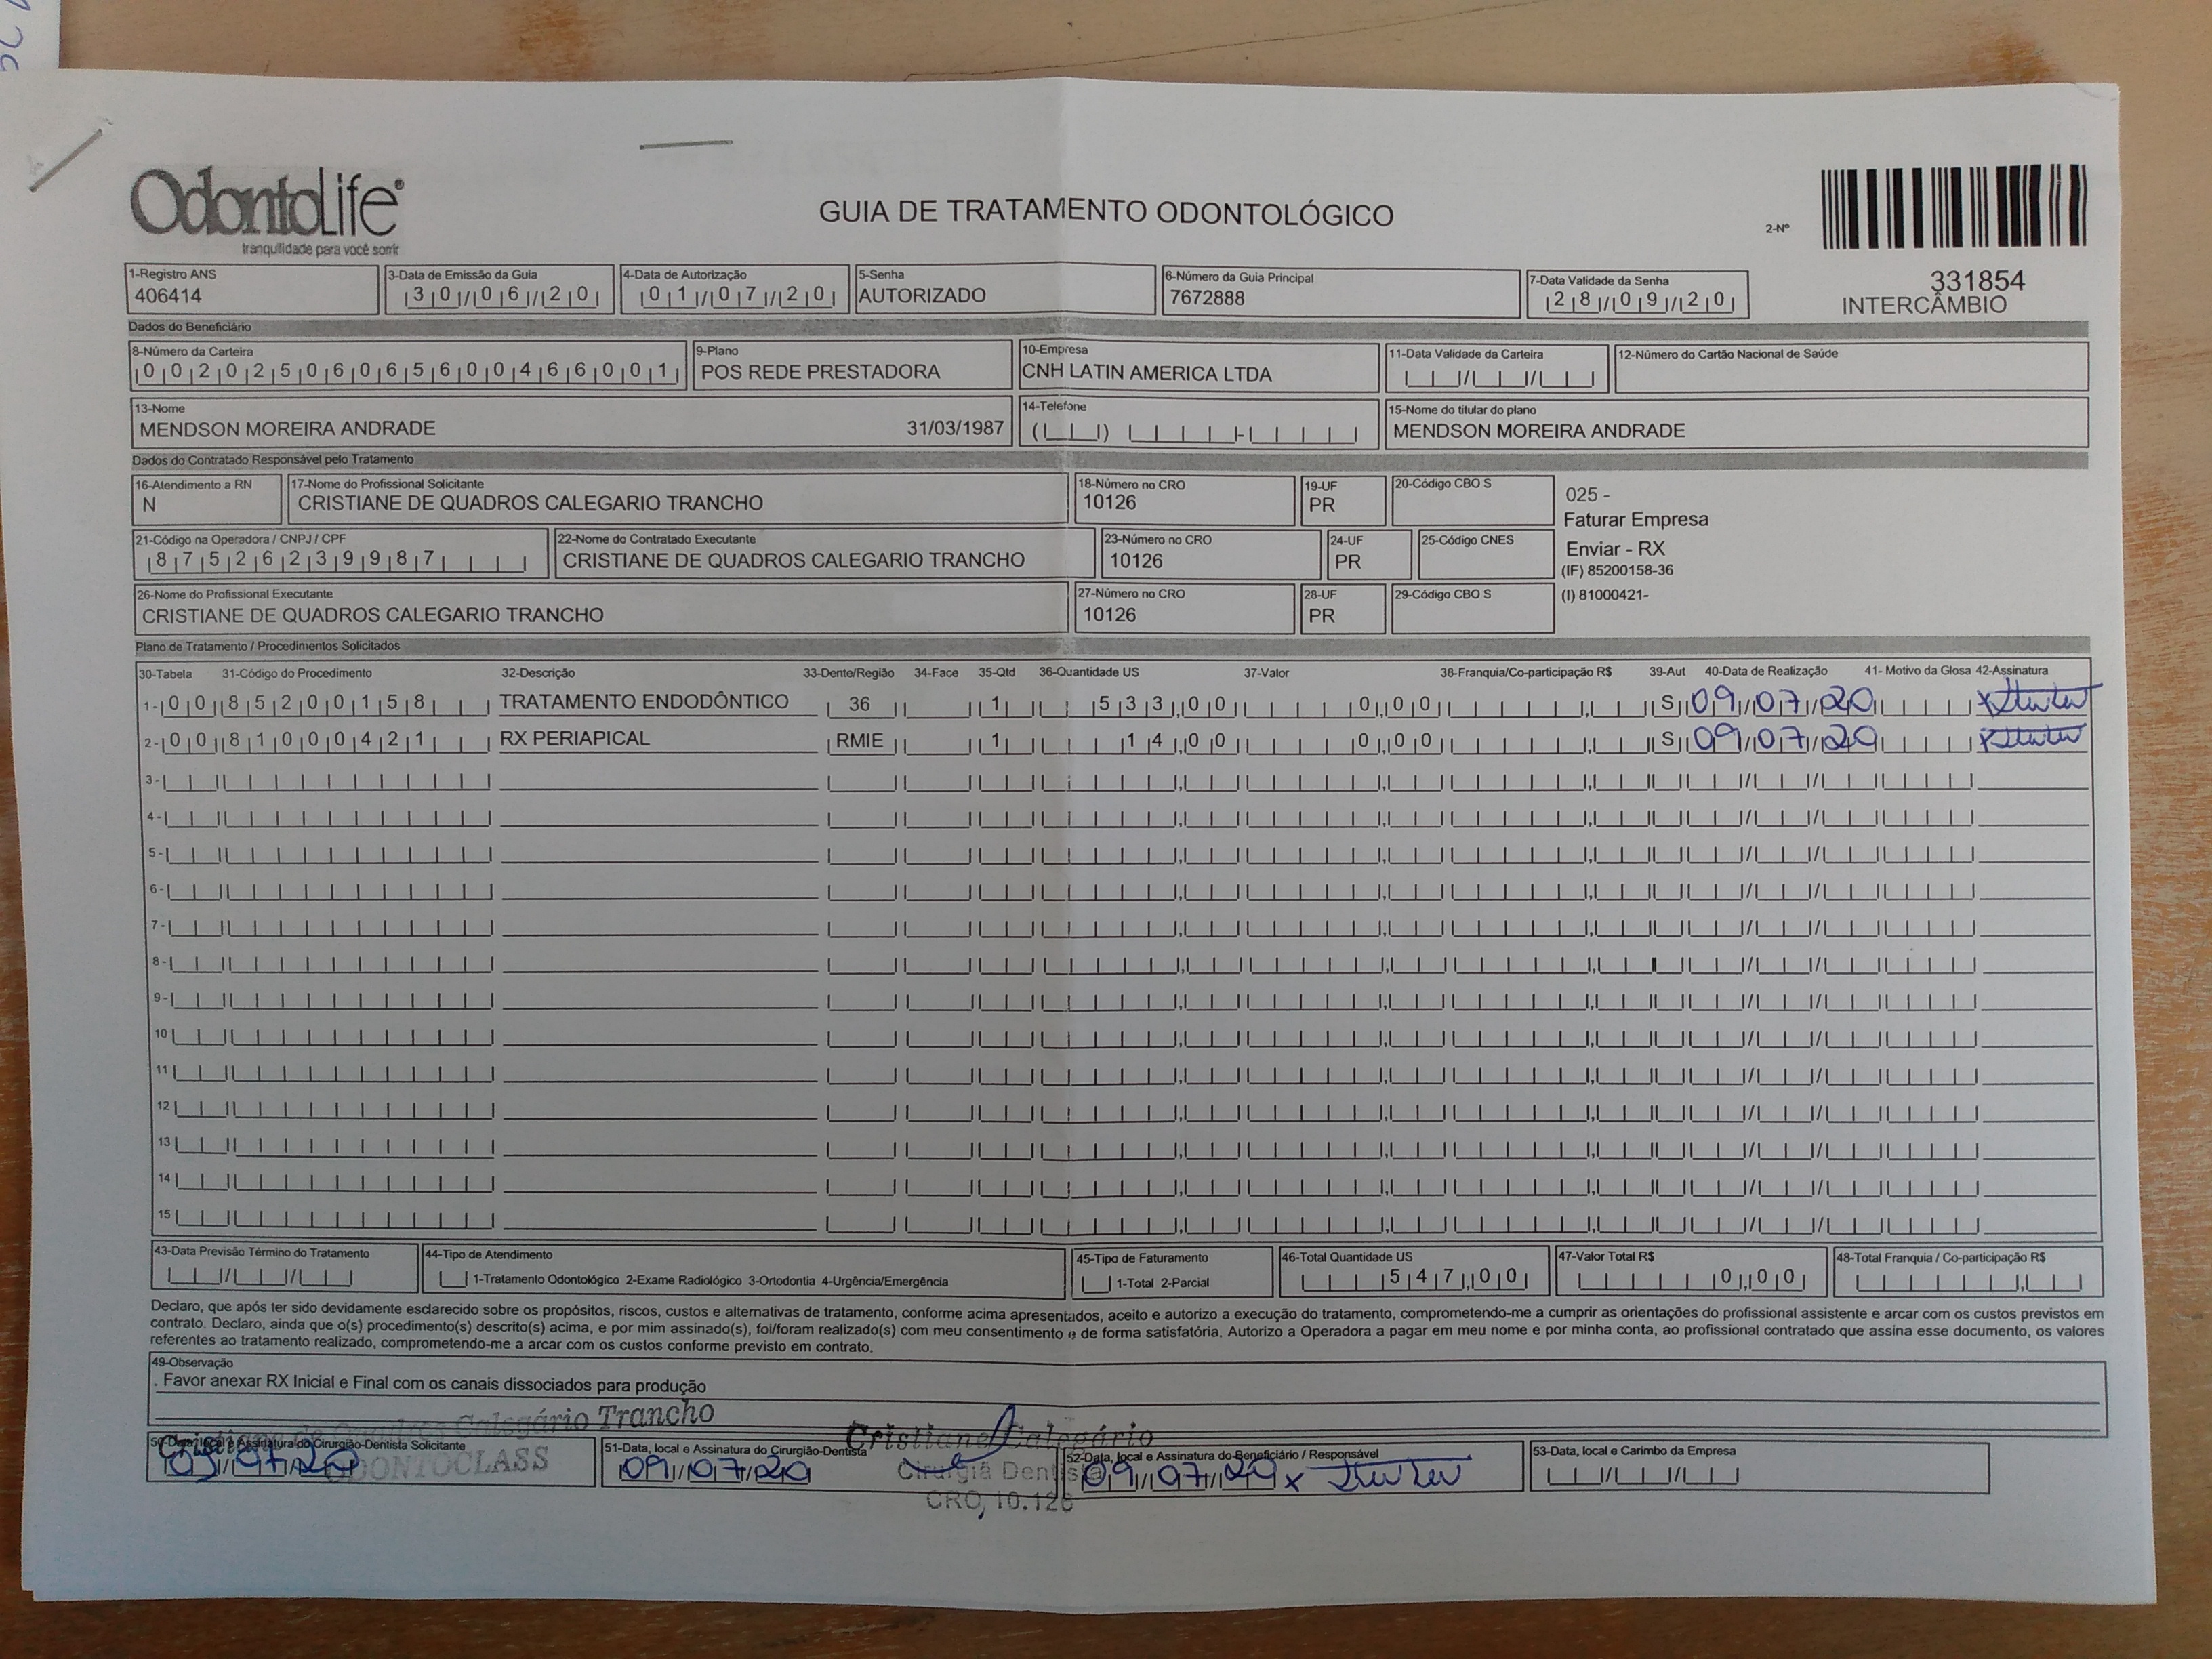 OdontoLife®
tranquilidade para você sorrir
GUIA DE TRATAMENTO ODONTOLÓGICO
2-Nº
331854
INTERCÂMBIO
1-Registro ANS
406414
3-Data de Emissão da Guia
30/06/20
4-Data de Autorização
01/07/20
5-Senha
AUTORIZADO
6-Número da Guia Principal
7672888
7-Data Validade da Senha
28/09/20
Dados do Beneficiário
8-Número da Carteira
00202506065600466001
9-Plano
POS REDE PRESTADORA
10-Empresa
CNH LATIN AMERICA LTDA
11-Data Validade da Carteira
12-Número do Cartão Nacional de Saúde
13-Nome
MENDSON MOREIRA ANDRADE 31/03/1987
14-Telefone
15-Nome do titular do plano
MENDSON MOREIRA ANDRADE
Dados do Contratado Responsável pelo Tratamento
16-Atendimento a RN
N
17-Nome do Profissional Solicitante
CRISTIANE DE QUADROS CALEGARIO TRANCHO
18-Número no CRO
10126
19-UF
PR
20-Código CBO S
025 -
Faturar Empresa
Enviar - RX
(IF) 85200158-36
(I) 81000421-
21-Código na Operadora / CNPJ / CPF
87526239987
22-Nome do Contratado Executante
CRISTIANE DE QUADROS CALEGARIO TRANCHO
23-Número no CRO
10126
24-UF
PR
25-Código CNES
26-Nome do Profissional Executante
CRISTIANE DE QUADROS CALEGARIO TRANCHO
27-Número no CRO
10126
28-UF
PR
29-Código CBO S
Plano de Tratamento / Procedimentos Solicitados
30-Tabela 31-Código do Procedimento 32-Descrição 33-Dente/Região 34-Face 35-Qtd 36-Quantidade US 37-Valor 38-Franquia/Co-participação R$ 39-Aut 40-Data de Realização 41- Motivo da Glosa 42-Assinatura
1- 00 85200158 TRATAMENTO ENDODÔNTICO 36 1 533,00 0,00 S 09/07/20 x
2- 00 81000421 RX PERIAPICAL RMIE 1 14,00 0,00 S 09/07/20 x
3-
4-
5-
6-
7-
8-
9-
10
11
12
13
14
15
43-Data Previsão Término do Tratamento
44-Tipo de Atendimento
1-Tratamento Odontológico 2-Exame Radiológico 3-Ortodontia 4-Urgência/Emergência
45-Tipo de Faturamento
1-Total 2-Parcial
46-Total Quantidade US
547,00
47-Valor Total R$
0,00
48-Total Franquia / Co-participação R$
Declaro, que após ter sido devidamente esclarecido sobre os propósitos, riscos, custos e alternativas de tratamento, conforme acima apresentados, aceito e autorizo a execução do tratamento, comprometendo-me a cumprir as orientações do profissional assistente e arcar com os custos previstos em
contrato. Declaro, ainda que o(s) procedimento(s) descrito(s) acima, e por mim assinado(s), foi/foram realizado(s) com meu consentimento e de forma satisfatória. Autorizo a Operadora a pagar em meu nome e por minha conta, ao profissional contratado que assina esse documento, os valores
referentes ao tratamento realizado, comprometendo-me a arcar com os custos conforme previsto em contrato.
49-Observação
. Favor anexar RX Inicial e Final com os canais dissociados para produção
Cristiane de Quadros Calegário Trancho
ODONTOCLASS
50-Data, local e Assinatura do Cirurgião-Dentista Solicitante
09/07/20
51-Data, local e Assinatura do Cirurgião-Dentista
09/07/20
Cristiane Calegário
Cirurgiã Dentista
CRO, 10.126
52-Data, local e Assinatura do Beneficiário / Responsável
09/07/20 x
53-Data, local e Carimbo da Empresa